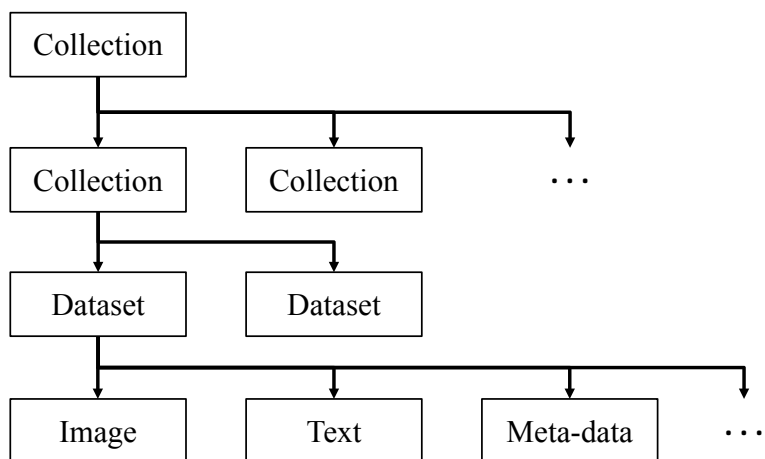 Collection
Collection
Collection
...
Dataset
Dataset
Image
Text
Meta-data
...